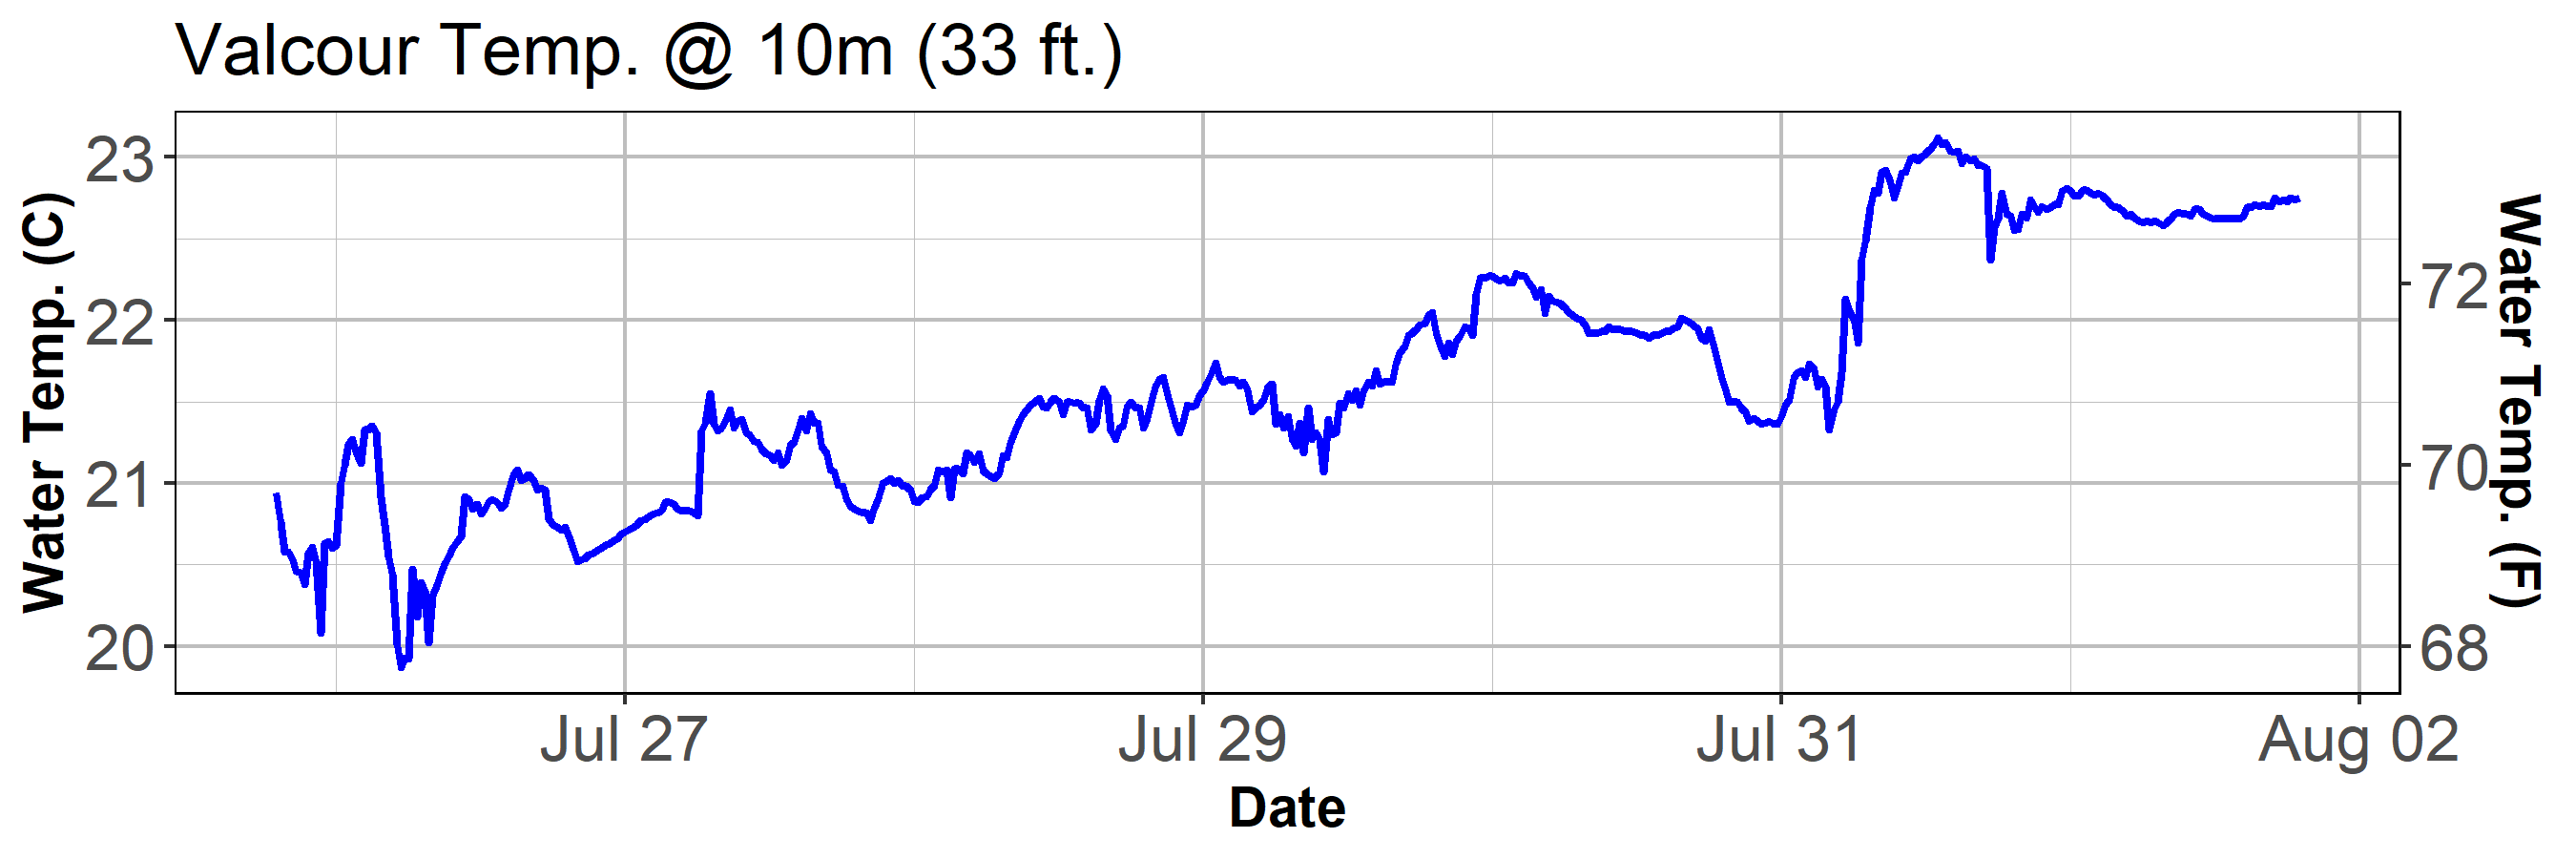 Valcour Temp. @ 10m (33 ft.)
Water Temp. (C)
23
22
21
20
72
70
68
Water Temp. (F)
Jul 27
Jul 29
Jul 31
Aug 02
Date